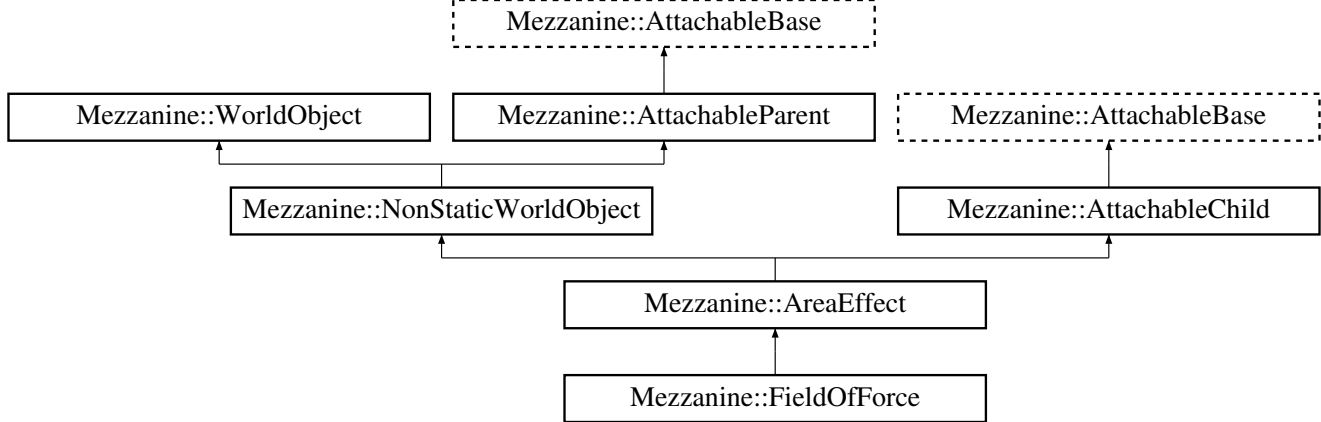 Mezzanine::AttachableBase
Mezzanine::WorldObject
Mezzanine::AttachableParent
Mezzanine::AttachableBase
Mezzanine::NonStaticWorldObject
Mezzanine::AttachableChild
Mezzanine::AreaEffect
Mezzanine::FieldOfForce